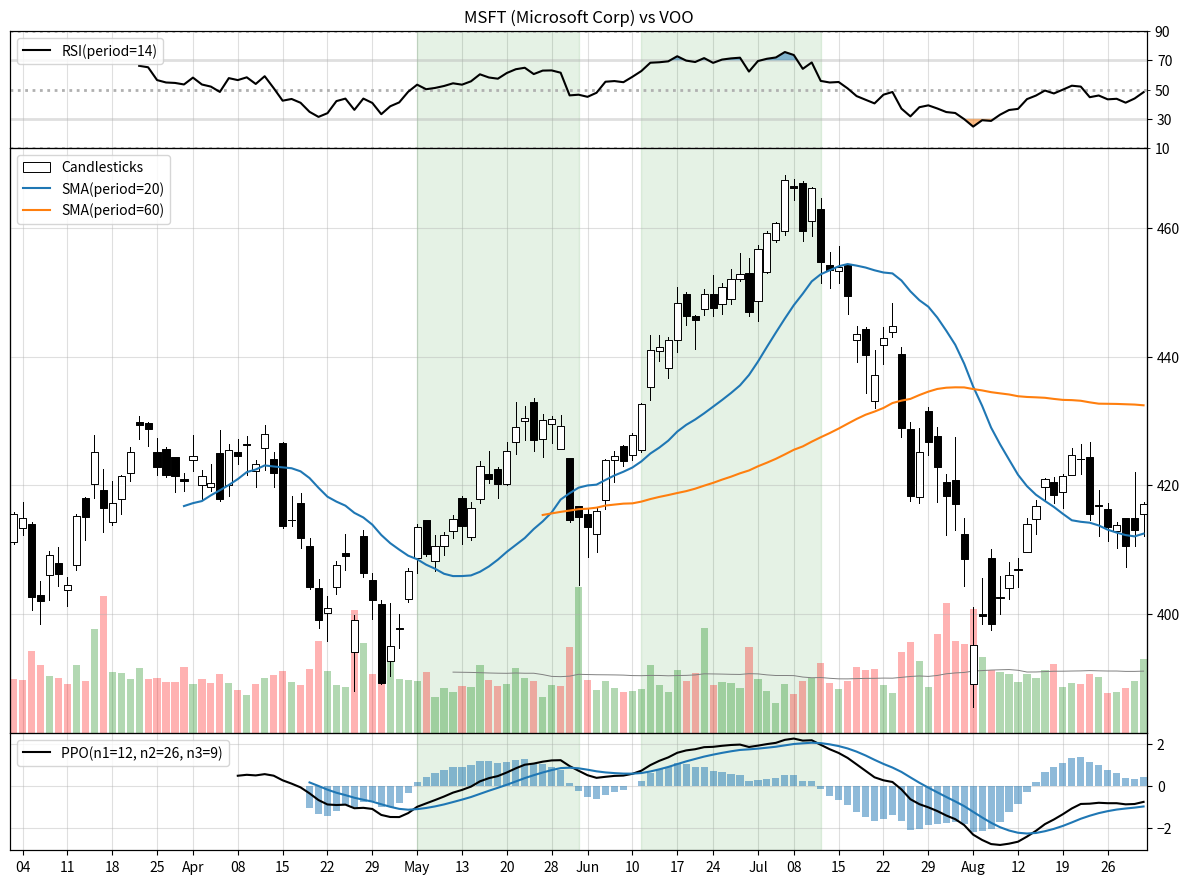 MSFT (Microsoft Corp) vs VOO
RSI(period=14)
90
70
50
30
10
Candlesticks
SMA(period=20)
SMA(period=60)
460
440
420
400
PPO(n1=12, n2=26, n3=9)
2
0
−2
04 11 18 25 Apr 08 15 22 29 May 13 20 28 Jun 10 17 24 Jul 08 15 22 29 Aug 12 19 26